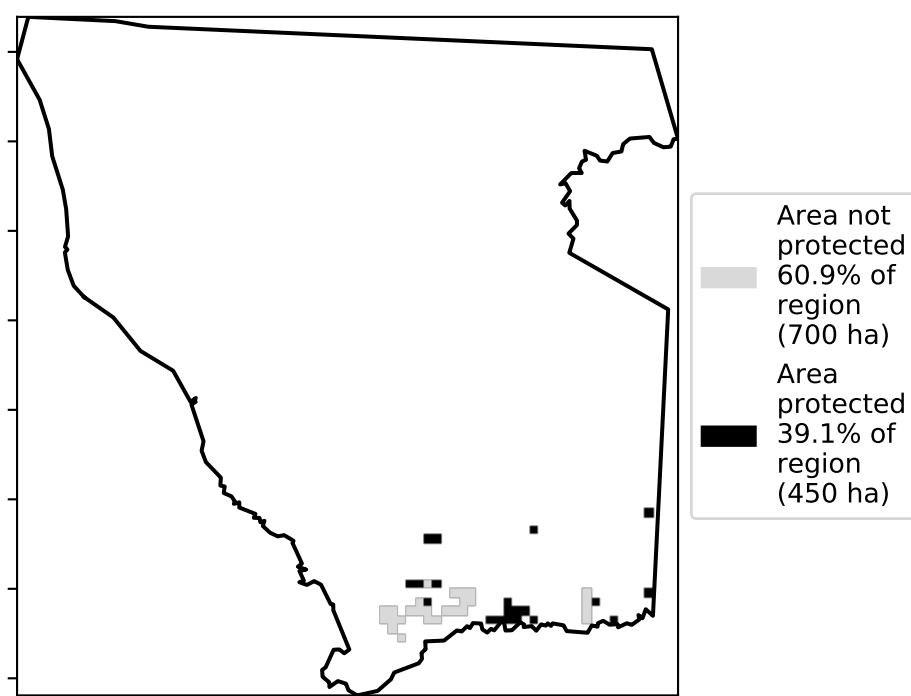 Area not
protected
60.9% of
region
(700 ha)
Area
protected
39.1% of
region
(450 ha)